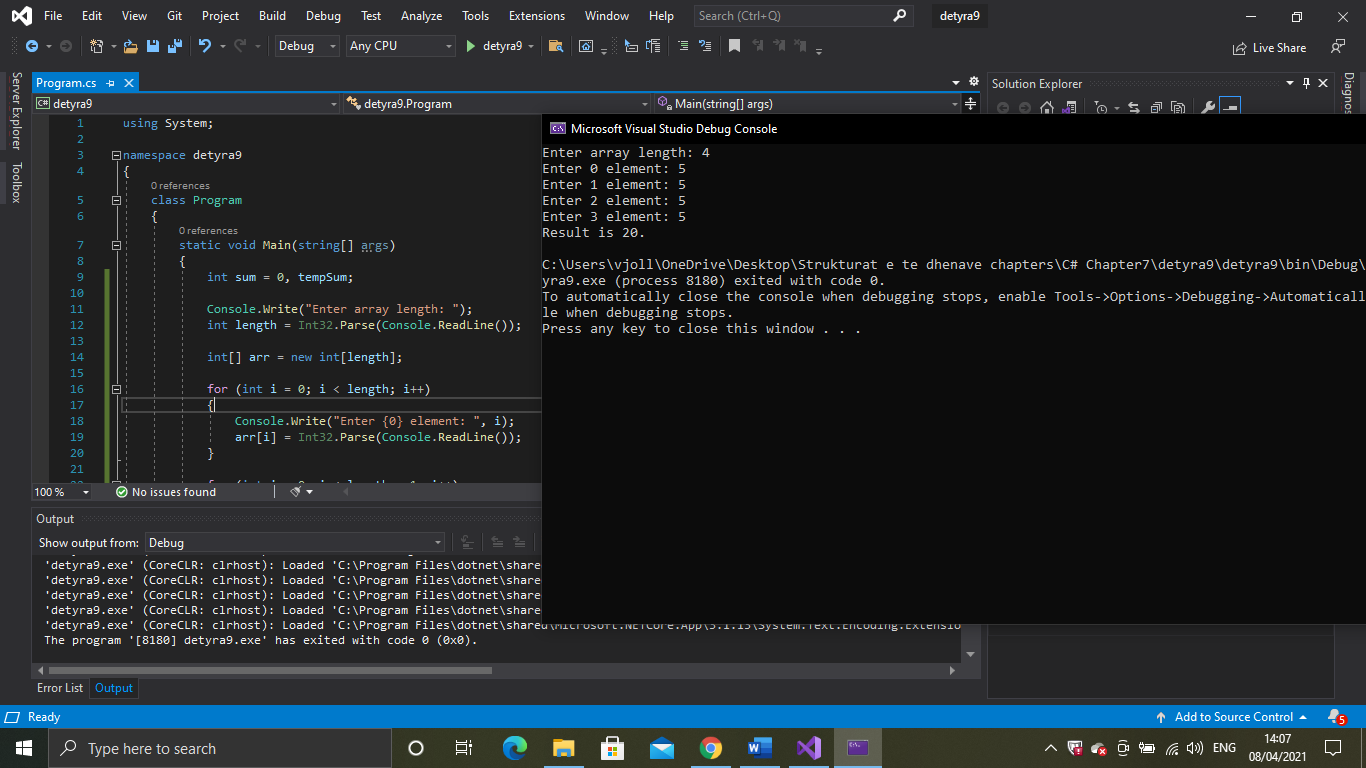 File Edit View Git Project Build Debug Test Analyze Tools Extensions Window Help Search (Ctrl+Q) detyra9
Debug Any CPU detyra9 Live Share
Server Explorer
Toolbox
Program.cs
detyra9 detyra9.Program Main(string[] args)
1 using System;
2
3 namespace detyra9
4 {
0 references
5 class Program
6 {
0 references
7 static void Main(string[] args)
8 {
9 int sum = 0, tempSum;
10
11 Console.Write("Enter array length: ");
12 int length = Int32.Parse(Console.ReadLine());
13
14 int[] arr = new int[length];
15
16 for (int i = 0; i < length; i++)
17 {
18 Console.Write("Enter {0} element: ", i);
19 arr[i] = Int32.Parse(Console.ReadLine());
20 }
21
100 % No issues found
Solution Explorer
Diagnos
Microsoft Visual Studio Debug Console
Enter array length: 4
Enter 0 element: 5
Enter 1 element: 5
Enter 2 element: 5
Enter 3 element: 5
Result is 20.
C:\Users\vjoll\OneDrive\Desktop\Strukturat e te dhenave chapters\C# Chapter7\detyra9\detyra9\bin\Debug\
yra9.exe (process 8180) exited with code 0.
To automatically close the console when debugging stops, enable Tools->Options->Debugging->Automaticall
le when debugging stops.
Press any key to close this window . . .
Output
Show output from: Debug
'detyra9.exe' (CoreCLR: clrhost): Loaded 'C:\Program Files\dotnet\share
'detyra9.exe' (CoreCLR: clrhost): Loaded 'C:\Program Files\dotnet\share
'detyra9.exe' (CoreCLR: clrhost): Loaded 'C:\Program Files\dotnet\share
'detyra9.exe' (CoreCLR: clrhost): Loaded 'C:\Program Files\dotnet\share
'detyra9.exe' (CoreCLR: clrhost): Loaded 'C:\Program Files\dotnet\shared\Microsoft.NETCore.App\3.1.13\System.Text.Encoding.Extensio
The program '[8180] detyra9.exe' has exited with code 0 (0x0).
Error List Output
Ready Add to Source Control 5
Type here to search ENG 14:07
08/04/2021